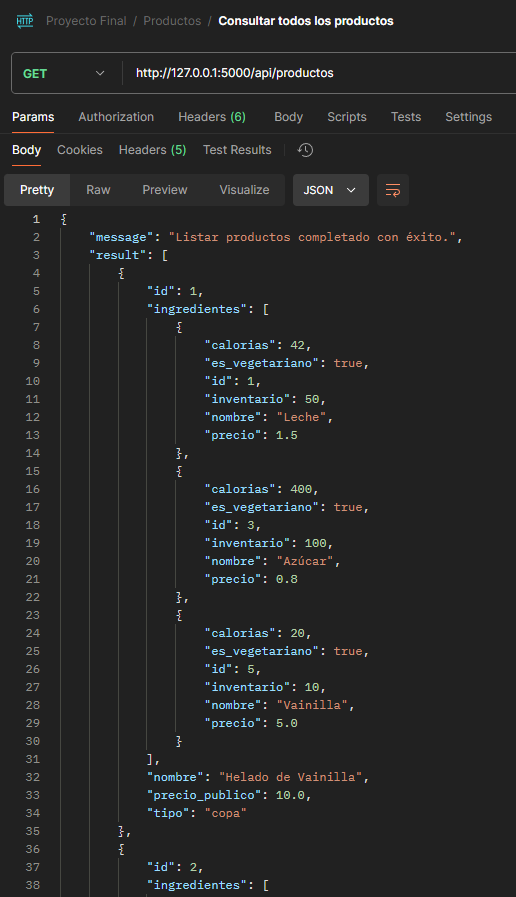 HTTP Proyecto Final / Productos / Consultar todos los productos
GET http://127.0.0.1:5000/api/productos
Params Authorization Headers (6) Body Scripts Tests Settings
Body Cookies Headers (5) Test Results
Pretty Raw Preview Visualize JSON
1 {
2 "message": "Listar productos completado con éxito.",
3 "result": [
4 {
5 "id": 1,
6 "ingredientes": [
7 {
8 "calorias": 42,
9 "es_vegetariano": true,
10 "id": 1,
11 "inventario": 50,
12 "nombre": "Leche",
13 "precio": 1.5
14 },
15 {
16 "calorias": 400,
17 "es_vegetariano": true,
18 "id": 3,
19 "inventario": 100,
20 "nombre": "Azúcar",
21 "precio": 0.8
22 },
23 {
24 "calorias": 20,
25 "es_vegetariano": true,
26 "id": 5,
27 "inventario": 10,
28 "nombre": "Vainilla",
29 "precio": 5.0
30 }
31 ],
32 "nombre": "Helado de Vainilla",
33 "precio_publico": 10.0,
34 "tipo": "copa"
35 },
36 {
37 "id": 2,
38 "ingredientes": [